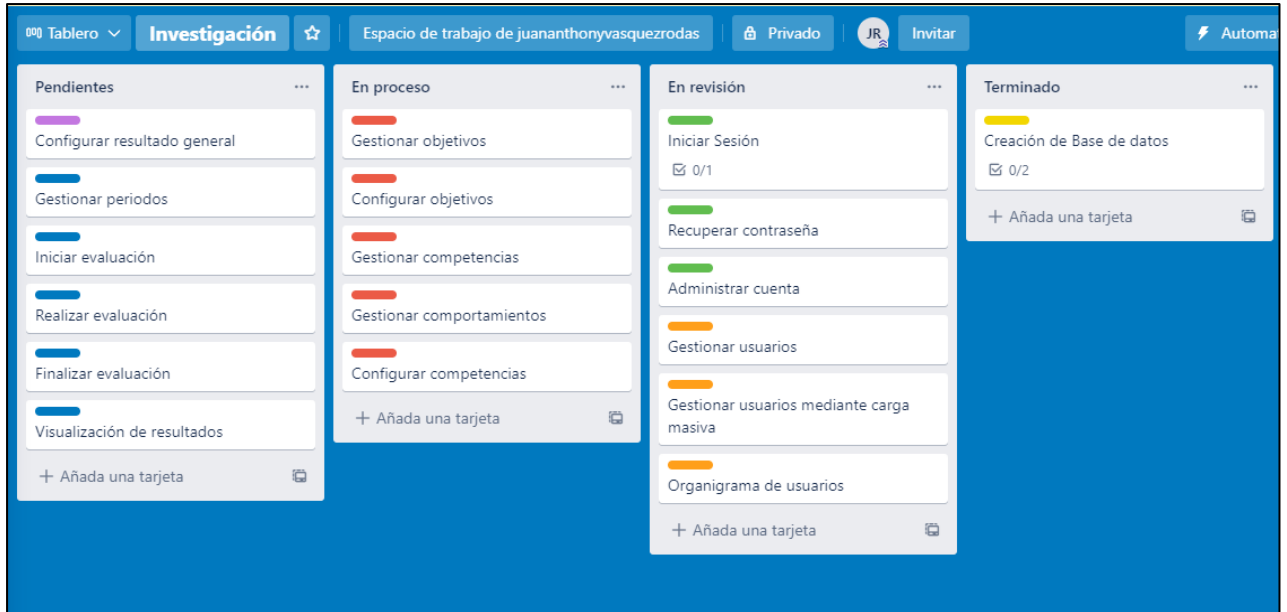 Tablero
Investigación
Espacio de trabajo de juananthonyvasquezrodas
Privado
JR
Invitar
Automa
Pendientes
Configurar resultado general
Gestionar periodos
Iniciar evaluación
Realizar evaluación
Finalizar evaluación
Visualización de resultados
+ Añada una tarjeta
En proceso
Gestionar objetivos
Configurar objetivos
Gestionar competencias
Gestionar comportamientos
Configurar competencias
+ Añada una tarjeta
En revisión
Iniciar Sesión
0/1
Recuperar contraseña
Administrar cuenta
Gestionar usuarios
Gestionar usuarios mediante carga
masiva
Organigrama de usuarios
+ Añada una tarjeta
Terminado
Creación de Base de datos
0/2
+ Añada una tarjeta